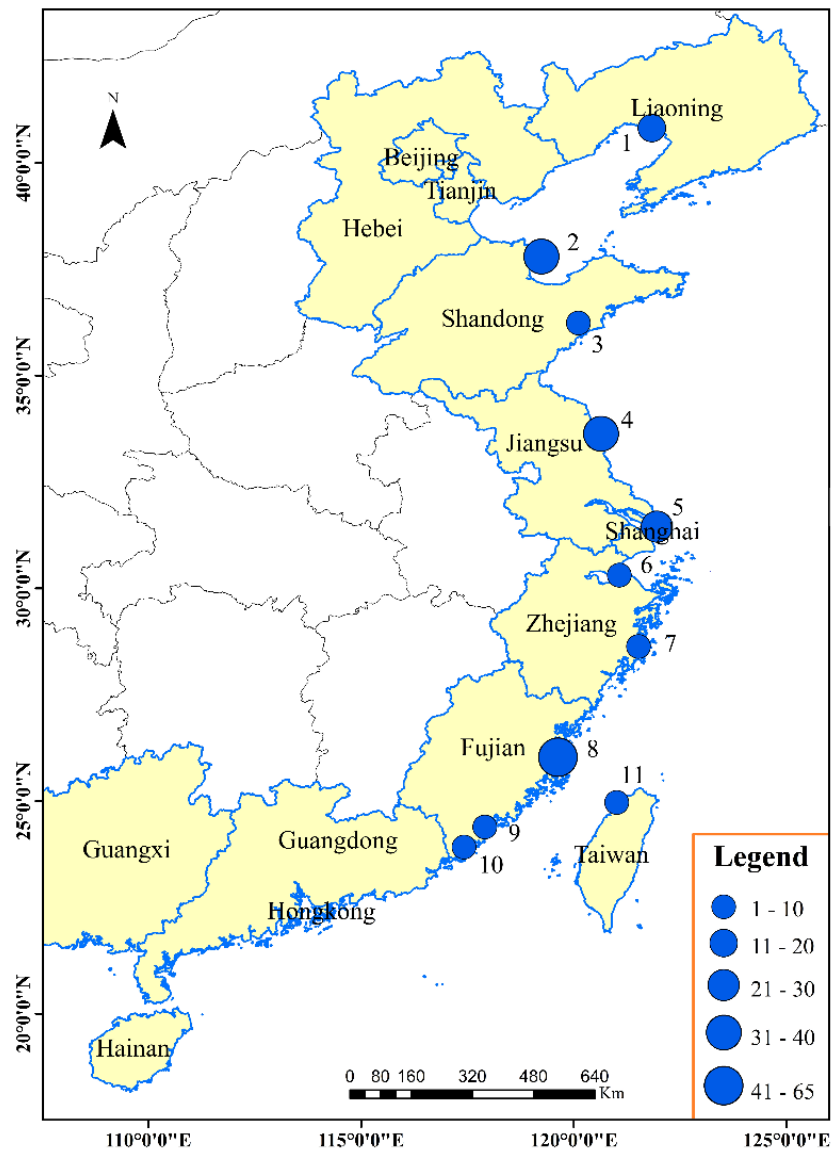 N
Liaoning
1
40°0'0"N
Beijing
Tianjin
Hebei
2
Shandong
3
35°0'0"N
4
Jiangsu
5
Shanghai
6
30°0'0"N
Zhejiang
7
Fujian
8
11
25°0'0"N
9
Guangdong
Guangxi
10
Taiwan
Legend
Hongkong
1 - 10
11 - 20
21 - 30
20°0'0"N
31 - 40
Hainan
41 - 65
0 80 160 320 480 640
Km
110°0'0"E 115°0'0"E 120°0'0"E 125°0'0"E